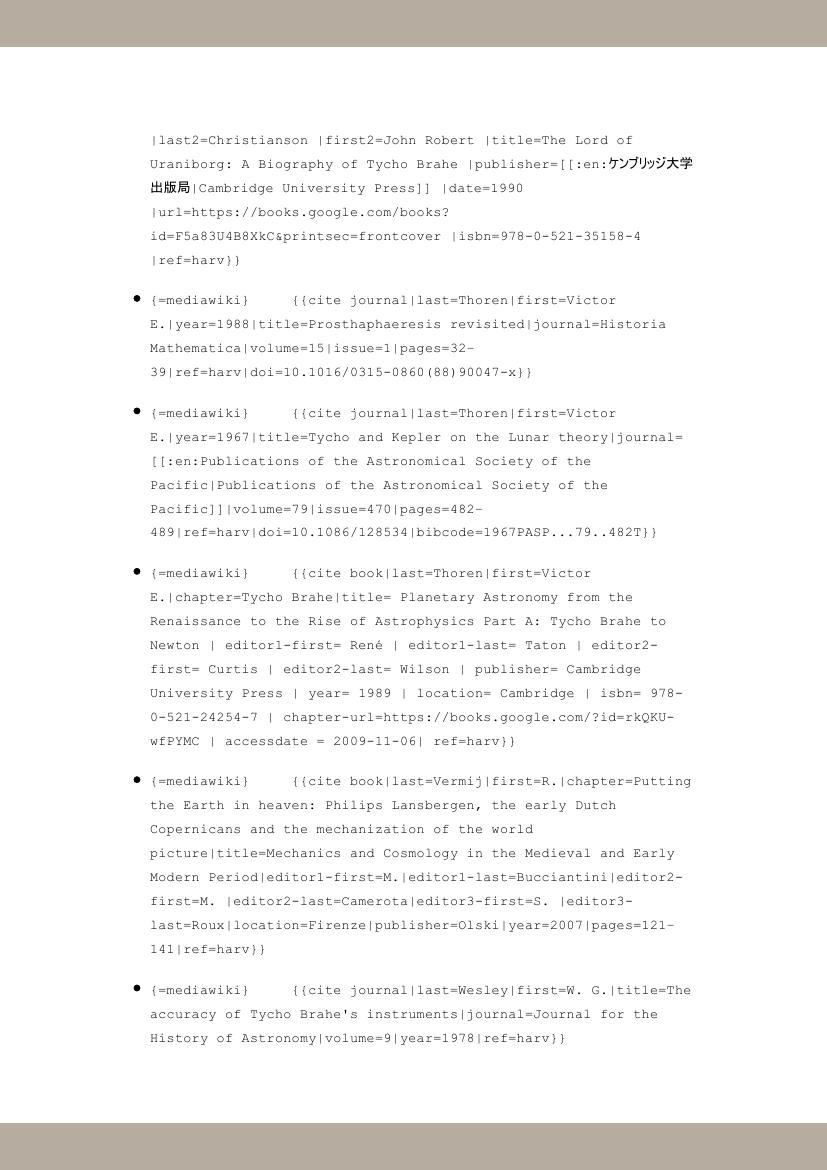 |last2=Christianson |first2=John Robert |title=The Lord of
Uraniborg: A Biography of Tycho Brahe |publisher=[[:en:ケンブリッジ大学
出版局|Cambridge University Press]] |date=1990
|url=https://books.google.com/books?
id=F5a83U4B8XkC&printsec=frontcover |isbn=978-0-521-35158-4
|ref=harv}}
• {=mediawiki} {{cite journal|last=Thoren|first=Victor
E.|year=1988|title=Prosthaphaeresis revisited|journal=Historia
Mathematica|volume=15|issue=1|pages=32–
39|ref=harv|doi=10.1016/0315-0860(88)90047-x}}
• {=mediawiki} {{cite journal|last=Thoren|first=Victor
E.|year=1967|title=Tycho and Kepler on the Lunar theory|journal=
[[:en:Publications of the Astronomical Society of the
Pacific|Publications of the Astronomical Society of the
Pacific]]|volume=79|issue=470|pages=482–
489|ref=harv|doi=10.1086/128534|bibcode=1967PASP...79..482T}}
• {=mediawiki} {{cite book|last=Thoren|first=Victor
E.|chapter=Tycho Brahe|title= Planetary Astronomy from the
Renaissance to the Rise of Astrophysics Part A: Tycho Brahe to
Newton | editor1-first= René | editor1-last= Taton | editor2-
first= Curtis | editor2-last= Wilson | publisher= Cambridge
University Press | year= 1989 | location= Cambridge | isbn= 978-
0-521-24254-7 | chapter-url=https://books.google.com/?id=rkQKU-
wfPYMC | accessdate = 2009-11-06| ref=harv}}
• {=mediawiki} {{cite book|last=Vermij|first=R.|chapter=Putting
the Earth in heaven: Philips Lansbergen, the early Dutch
Copernicans and the mechanization of the world
picture|title=Mechanics and Cosmology in the Medieval and Early
Modern Period|editor1-first=M.|editor1-last=Bucciantini|editor2-
first=M. |editor2-last=Camerota|editor3-first=S. |editor3-
last=Roux|location=Firenze|publisher=Olski|year=2007|pages=121–
141|ref=harv}}
• {=mediawiki} {{cite journal|last=Wesley|first=W. G.|title=The
accuracy of Tycho Brahe's instruments|journal=Journal for the
History of Astronomy|volume=9|year=1978|ref=harv}}